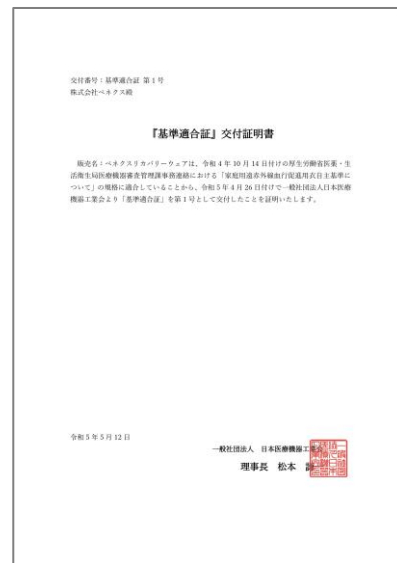 交付番号：基準適合証 第1号
株式会社ベネクス殿
『基準適合証』交付証明書
販売名：ベネクスリカバリーウェアは、令和4年10月14日付けの厚生労働省医薬・生
活衛生局医療機器審査管理課事務連絡における「家庭用遠赤外線血行促進用衣自主基準に
ついて」の規格に適合していることから、令和5年4月26日付けで一般社団法人日本医療
機器工業会より「基準適合証」を第1号として交付したことを証明いたします。
令和5年5月12日
一般社団法人 日本医療機器工業会
理事長 松本